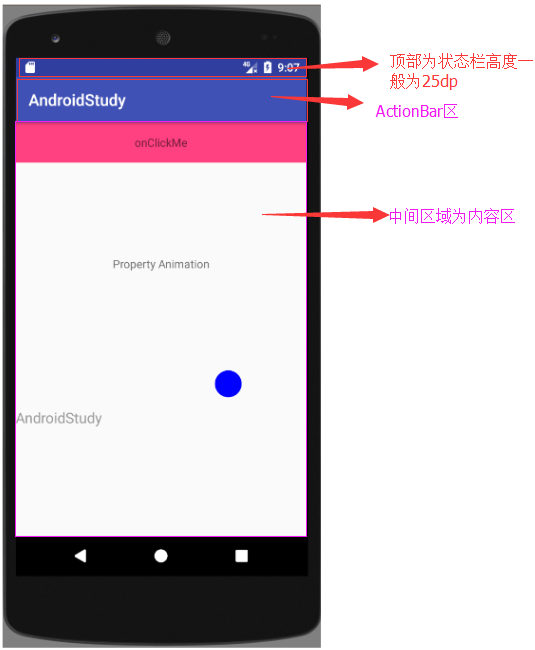 4G 9:07
顶部为状态栏高度一
般为25dp
AndroidStudy
ActionBar区
onClickMe
中间区域为内容区
Property Animation
AndroidStudy